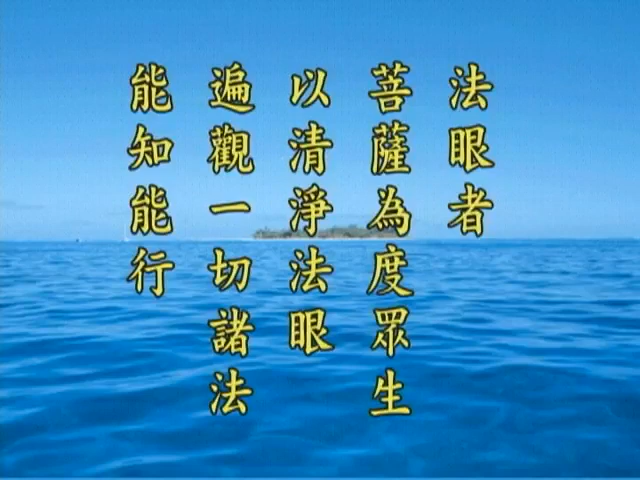 法眼者
菩薩為度眾生
以清淨法眼
遍觀一切諸法
能知能行